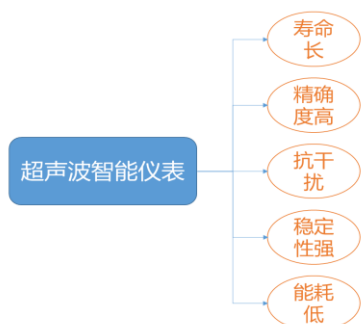 寿命
长
精确
度高
超声波智能仪表
抗干
扰
稳定
性强
能耗
低